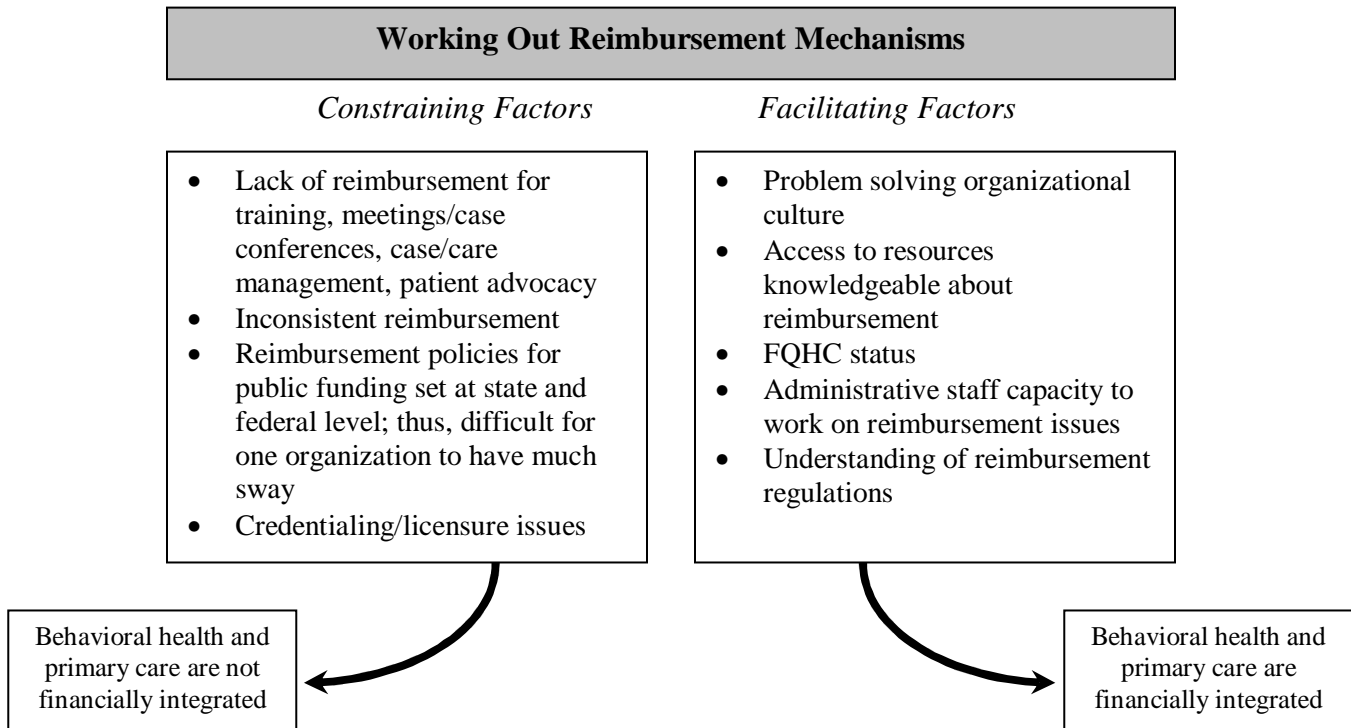 Working Out Reimbursement Mechanisms
Constraining Factors
Facilitating Factors
• Lack of reimbursement for
training, meetings/case
conferences, case/care
management, patient advocacy
• Inconsistent reimbursement
• Reimbursement policies for
public funding set at state and
federal level; thus, difficult for
one organization to have much
sway
• Credentialing/licensure issues
• Problem solving organizational
culture
• Access to resources
knowledgeable about
reimbursement
• FQHC status
• Administrative staff capacity to
work on reimbursement issues
• Understanding of reimbursement
regulations
Behavioral health and
primary care are not
financially integrated
Behavioral health and
primary care are
financially integrated